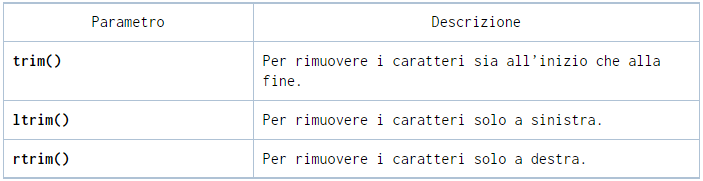 Parametro Descrizione
trim() Per rimuovere i caratteri sia all'inizio che alla
fine.
ltrim() Per rimuovere i caratteri solo a sinistra.
rtrim() Per rimuovere i caratteri solo a destra.